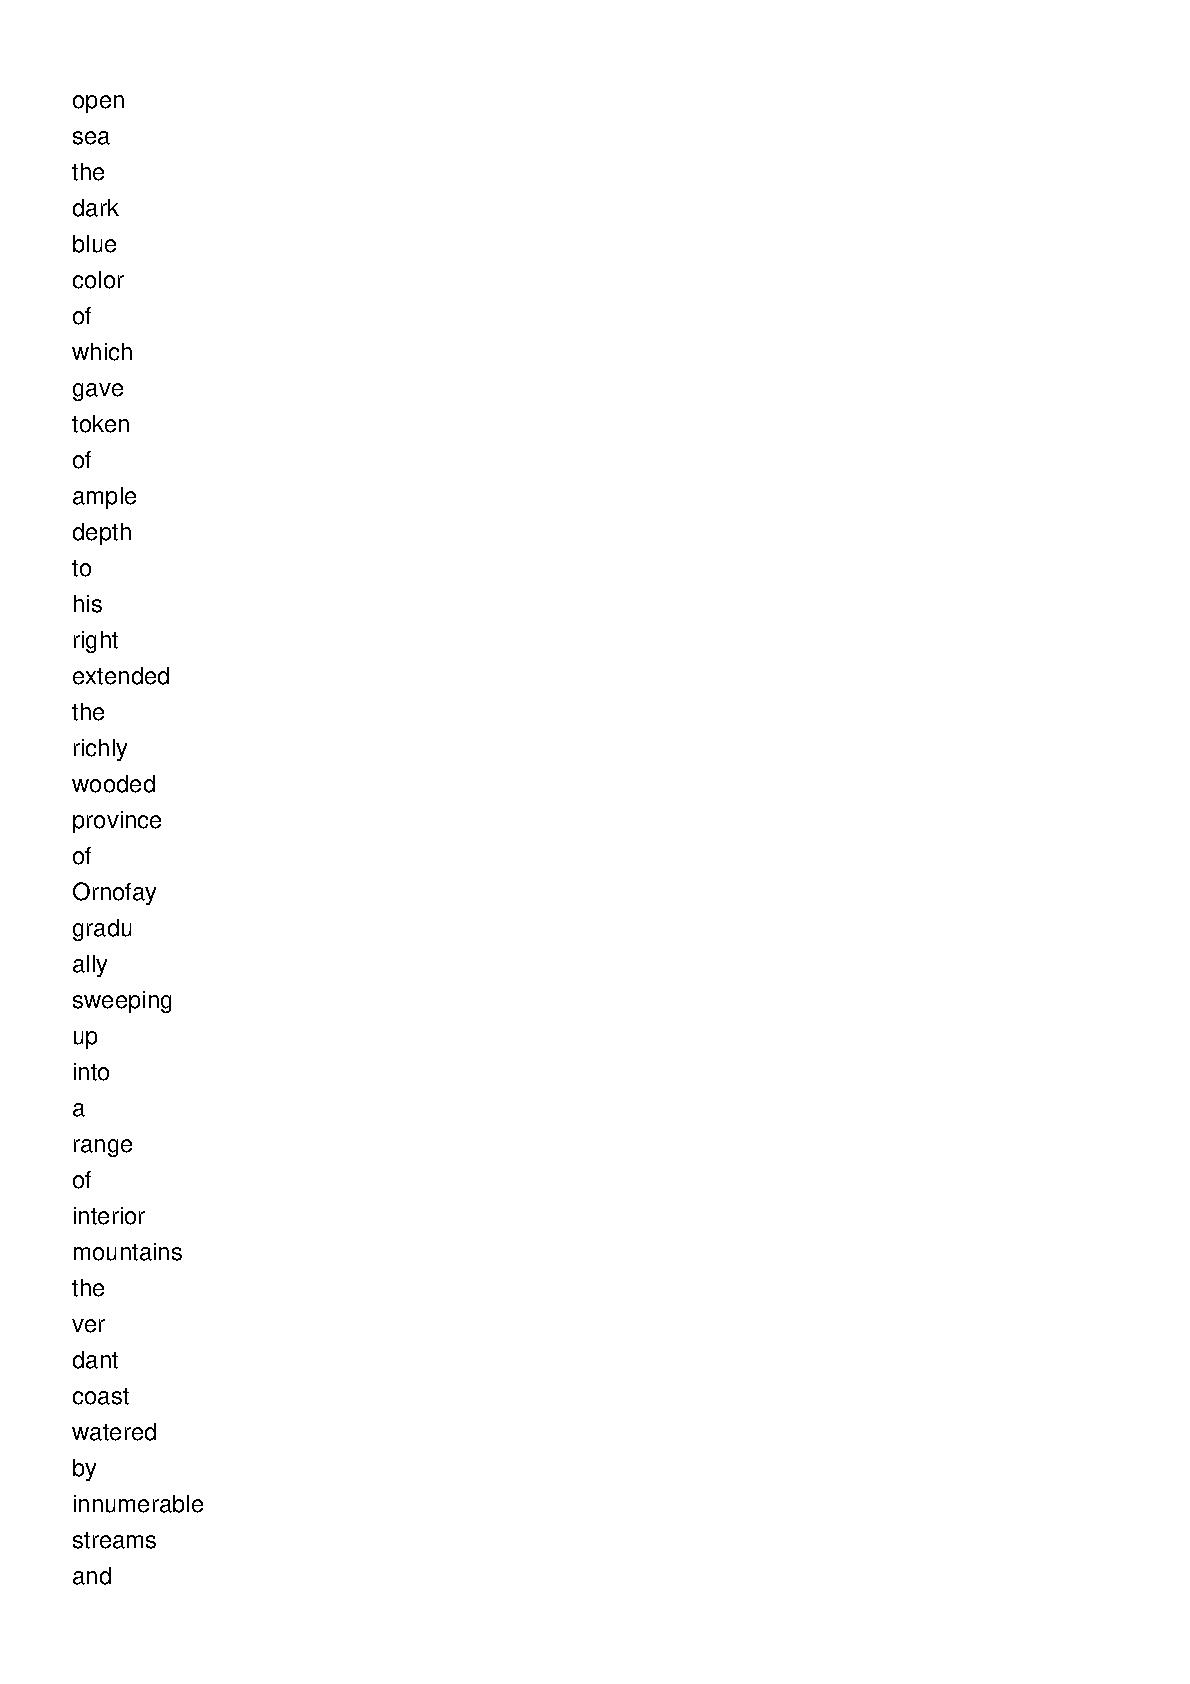 open
sea
the
dark
blue
color
of
which
gave
token
of
ample
depth
to
his
right
extended
the
richly
wooded
province
of
Ornofay
gradu
ally
sweeping
up
into
a
range
of
interior
mountains
the
ver
dant
coast
watered
by
innumerable
streams
and